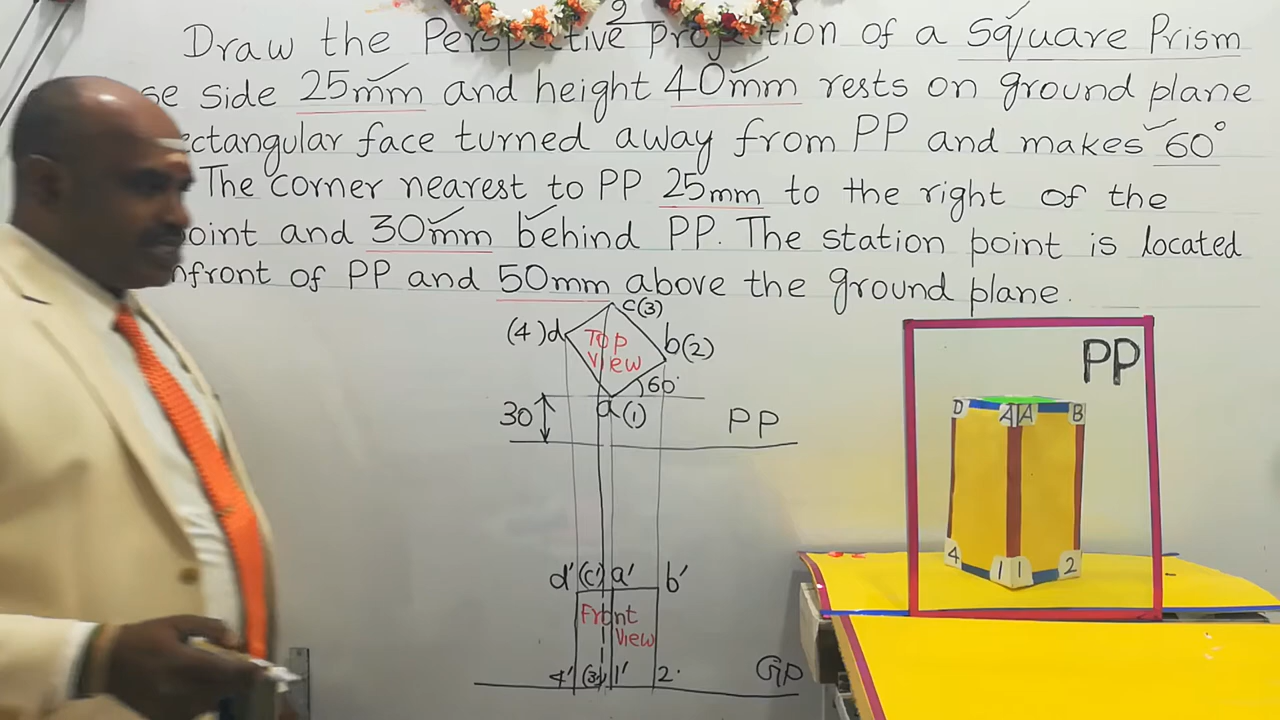 9
Draw the Perspective projection of a Square Prism
se side 25mm and height 40mm rests on ground plane
ectangular face turned away from PP and makes 60°
The corner nearest to PP 25mm to the right of the
oint and 30mm behind PP. The station point is located
nfront of PP and 50mm above the ground plane.
c(3)
(4)d
Top
View
b(2)
60°
30
a(1)
PP
d' (c') a' b'
Front
View
4' (3') 1' 2'
GP
PP
D A A B
4 1 1 2